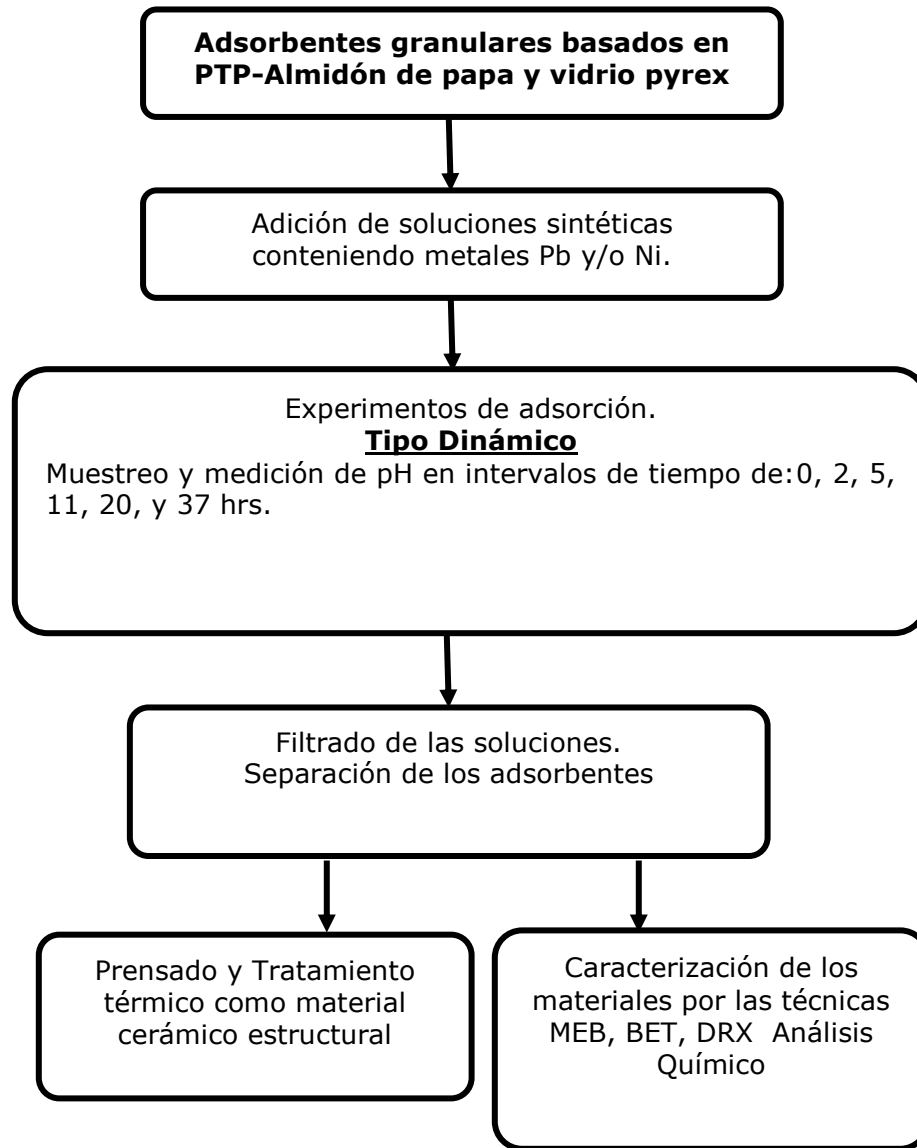 Adsorbentes granulares basados en
PTP-Almidón de papa y vidrio pyrex
Adición de soluciones sintéticas
conteniendo metales Pb y/o Ni.
Experimentos de adsorción.
Tipo Dinámico
Muestreo y medición de pH en intervalos de tiempo de:0, 2, 5,
11, 20, y 37 hrs.
Filtrado de las soluciones.
Separación de los adsorbentes
Prensado y Tratamiento
térmico como material
cerámico estructural
Caracterización de los
materiales por las técnicas
MEB, BET, DRX  Análisis
Químico